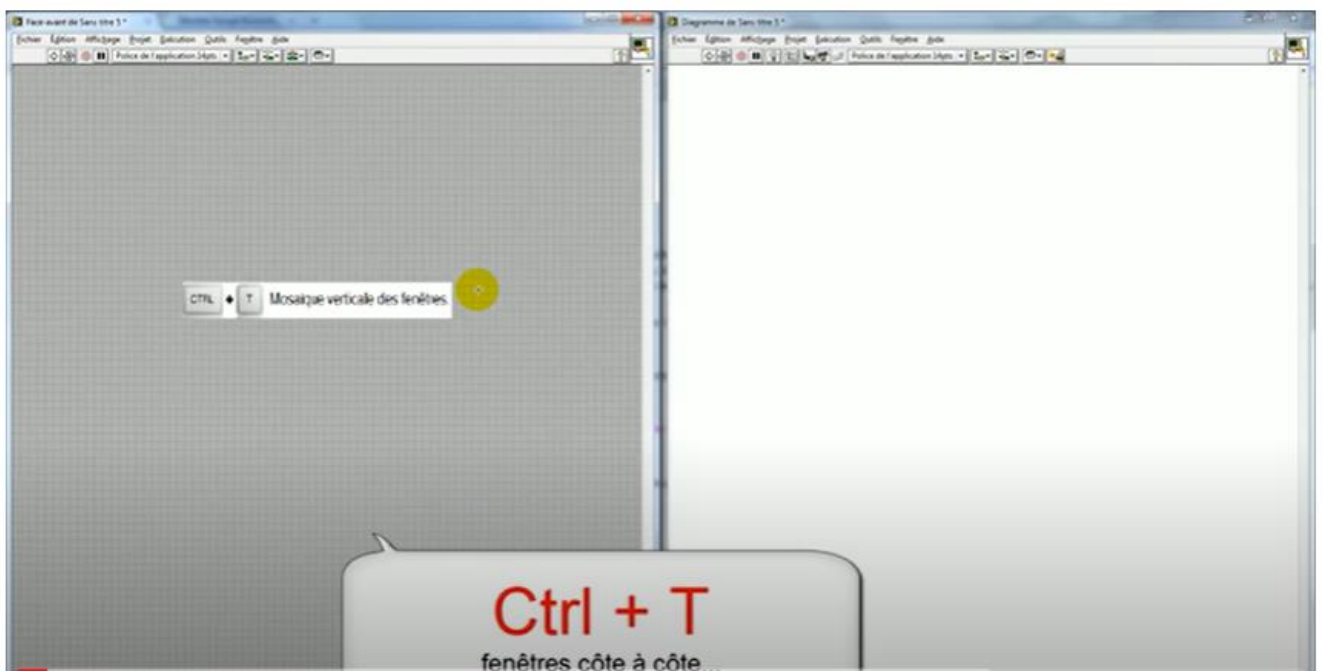 Face-avant de Sans titre 5 *
Fichier Édition Affichage Projet Exécution Outils Fenêtre Aide
Police de l'application 14pts
Diagramme de Sans titre 5 *
Fichier Édition Affichage Projet Exécution Outils Fenêtre Aide
Police de l'application 14pts
CTRL + T Mosaïque verticale des fenêtres.
Ctrl + T
fenêtres côte à côte...